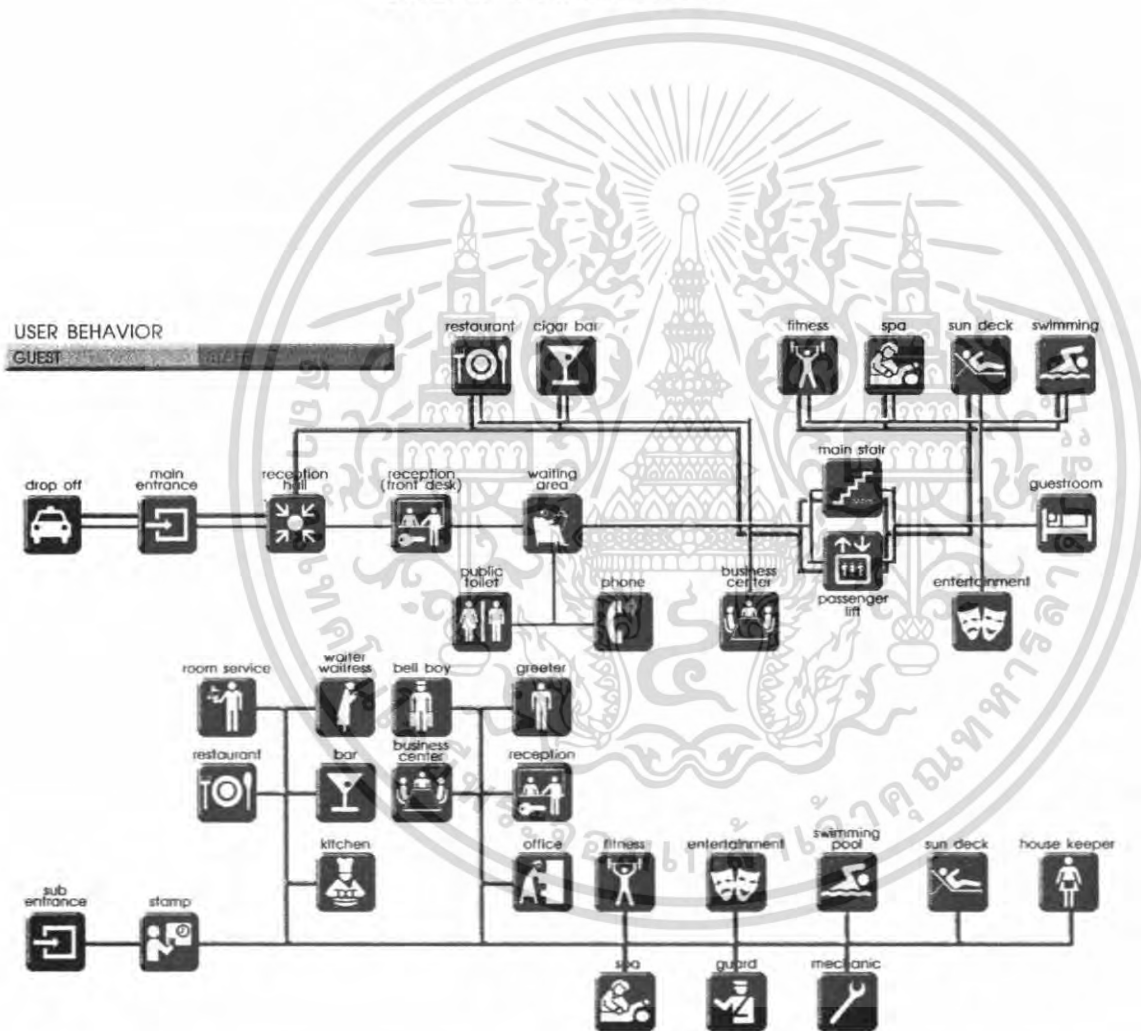 USER BEHAVIOR
GUEST
restaurant
cigar bar
fitness
spa
sun deck
swimming
drop off
main
entrance
reception
hall
reception
(front desk)
waiting
area
main stair
guestroom
public
toilet
phone
business
center
passenger
lift
entertainment
room service
waiter
waitress
bell boy
greeter
restaurant
bar
business
center
reception
kitchen
office
fitness
entertainment
swimming
pool
sun deck
house keeper
sub
entrance
stamp
spa
guard
mechanic